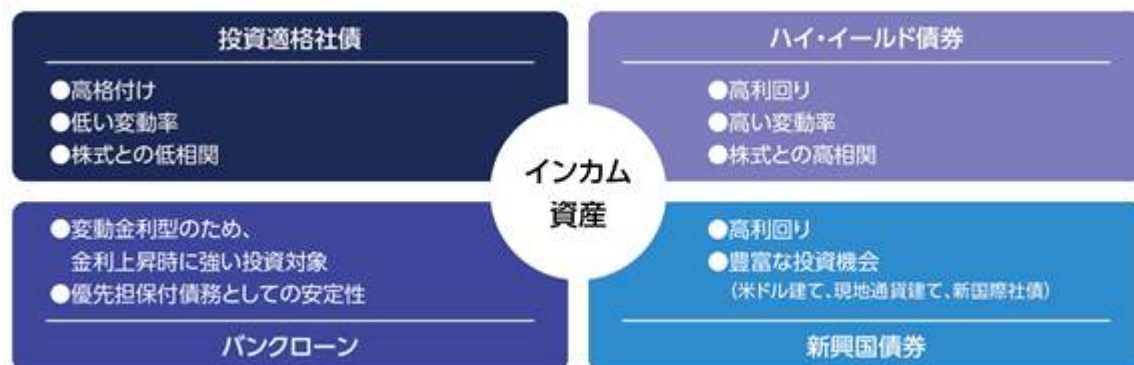 投資適格社債
●高格付け
●低い変動率
●株式との低相関
ハイ・イールド債券
●高利回り
●高い変動率
●株式との高相関
インカム
資産
●変動金利型のため、
金利上昇時に強い投資対象
●優先担保付債務としての安定性
バンクローン
●高利回り
●豊富な投資機会
(米ドル建て、現地通貨建て、新国際社債)
新興国債券